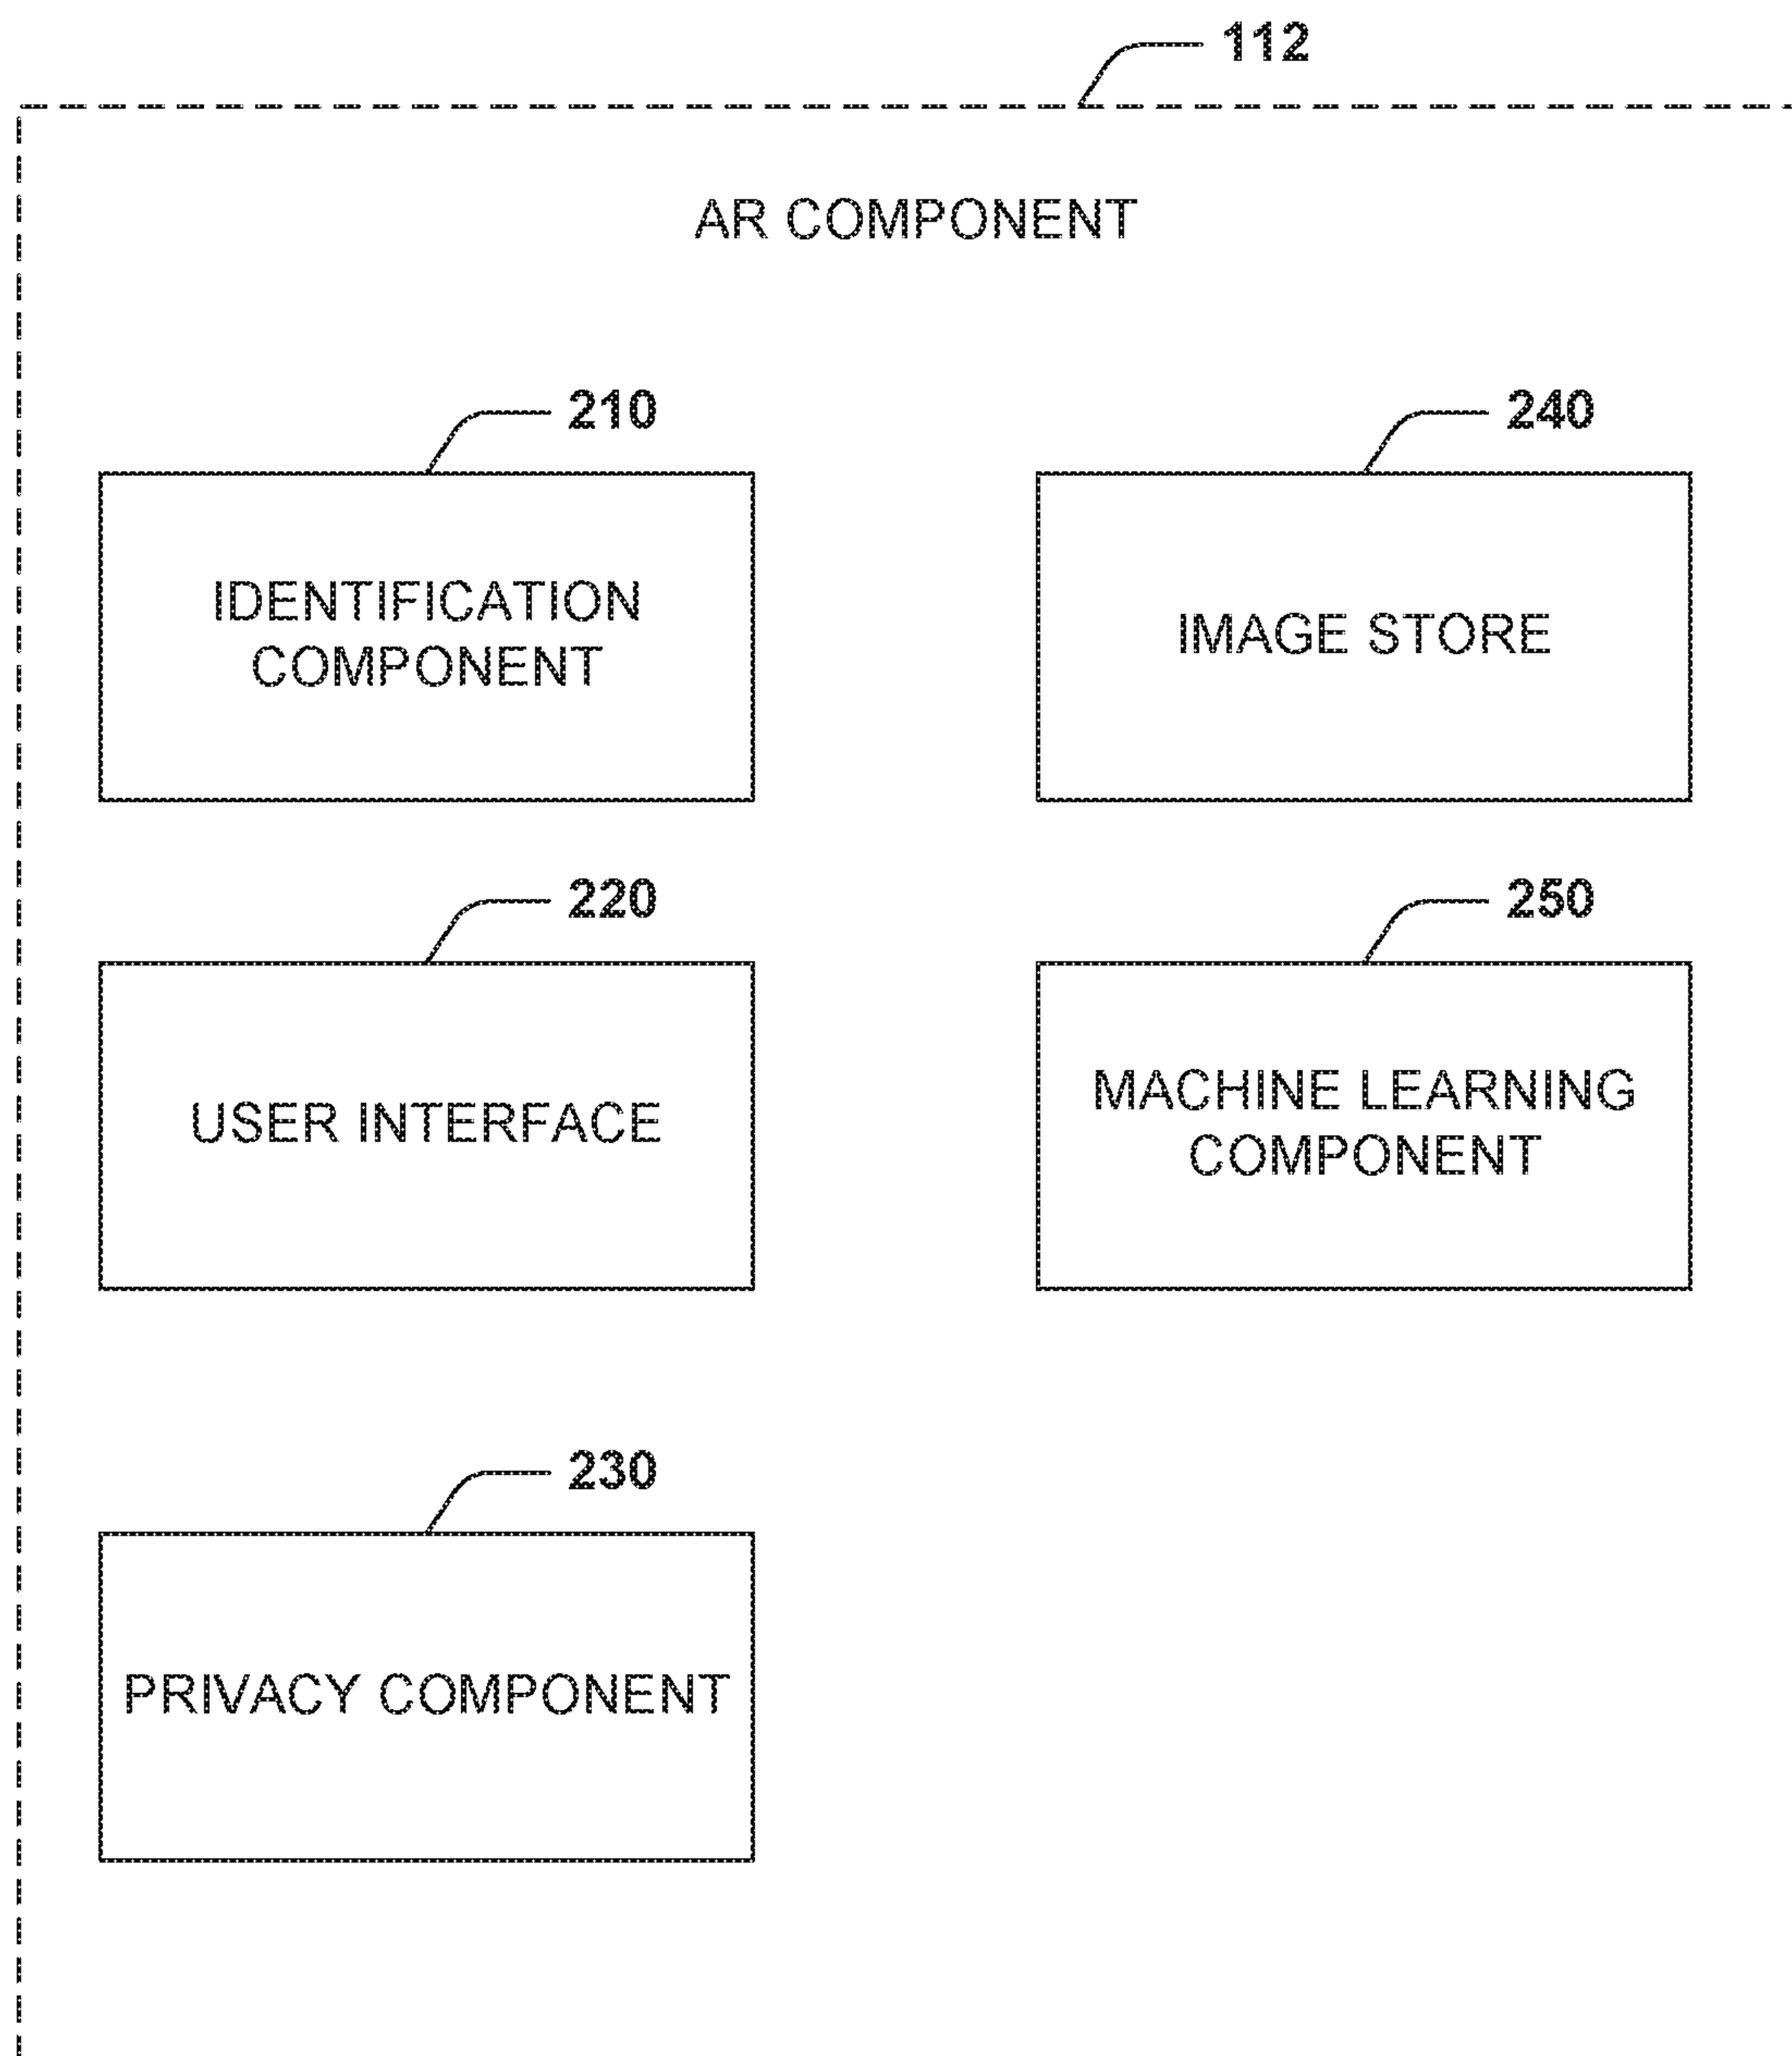 112
AR COMPONENT
210
IDENTIFICATION
COMPONENT
240
IMAGE STORE
220
USER INTERFACE
250
MACHINE LEARNING
COMPONENT
230
PRIVACY COMPONENT